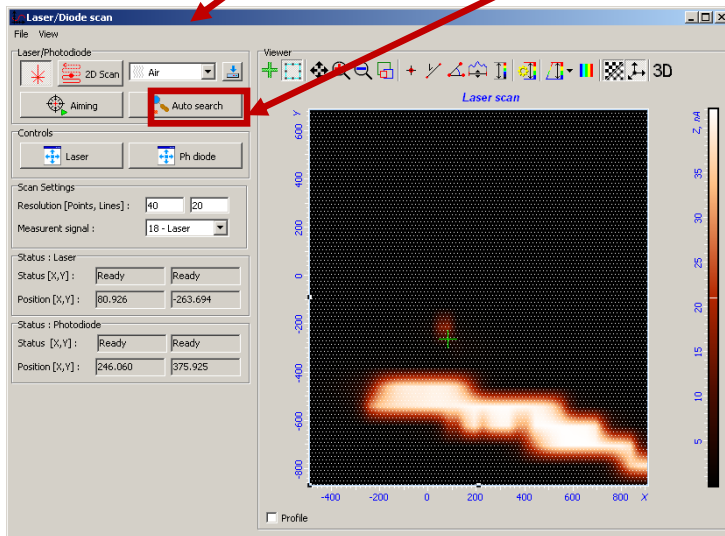 Laser/Diode scan
File View
Laser/Photodiode
2D Scan Air
Aiming Auto search
Controls
Laser Ph diode
Scan Settings
Resolution [Points, Lines] : 40 20
Measurent signal : 18 - Laser
Status : Laser
Status [X,Y] : Ready Ready
Position [X,Y] : 80.926 -263.694
Status : Photodiode
Status [X,Y] : Ready Ready
Position [X,Y] : 246.060 375.925
Viewer
3D
Laser scan
Y
600
400
200
0
-200
-400
-600
-800
-400 -200 0 200 400 600 800 X
Z, nA
35
30
25
20
15
10
5
Profile